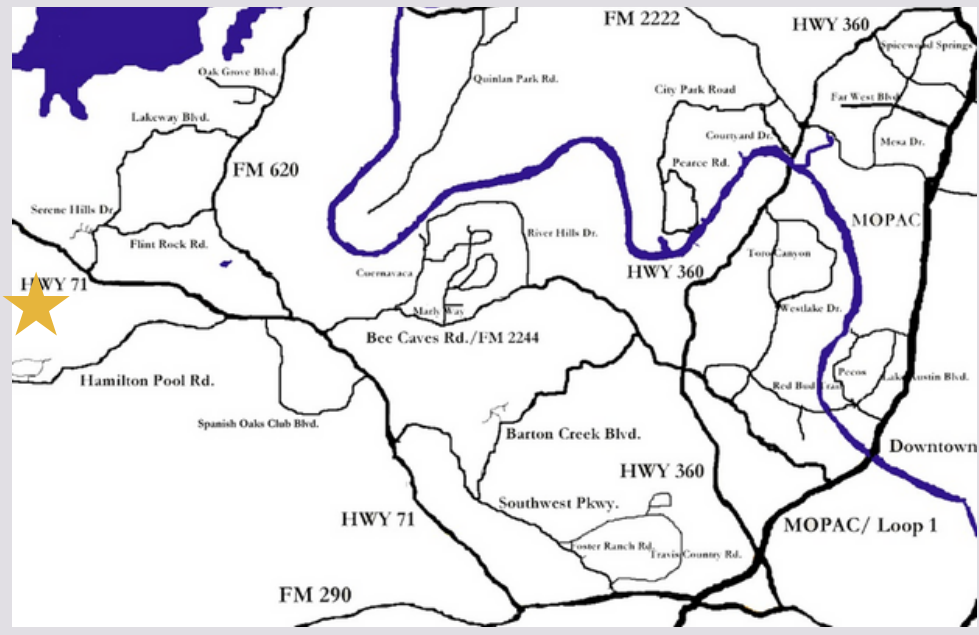 FM 2222
HWY 360
Spicewood Springs
Oak Grove Blvd.
Quinlan Park Rd.
City Park Road
Far West Blvd
Lakeway Blvd.
Courtyard Dr.
Mesa Dr.
FM 620
Pearce Rd.
Serene Hills Dr.
MOPAC
Flint Rock Rd.
River Hills Dr.
Toro Canyon
Cuernavaca
HWY 360
HWY 71
Marly Way
Westlake Dr.
Bee Caves Rd./FM 2244
Pecos
Lake Austin Blvd.
Hamilton Pool Rd.
Red Bud Trail
Spanish Oaks Club Blvd.
Barton Creek Blvd.
Downtown
HWY 360
Southwest Pkwy.
HWY 71
MOPAC/ Loop 1
Foster Ranch Rd.
Travis Country Rd.
FM 290